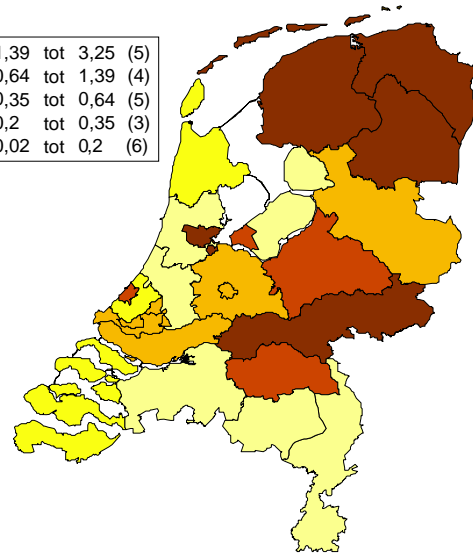 1,39 tot 3,25 (5)
0,64 tot 1,39 (4)
0,35 tot 0,64 (5)
0,2 tot 0,35 (3)
0,02 tot 0,2 (6)